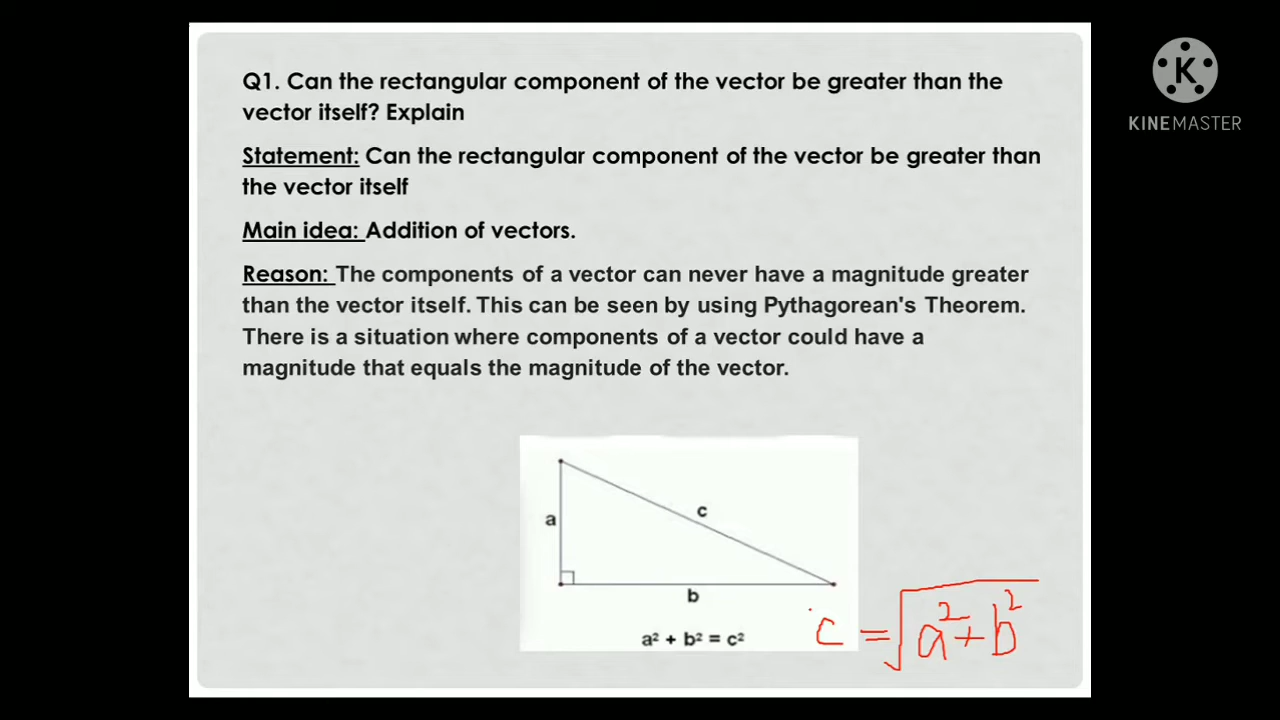 Q1. Can the rectangular component of the vector be greater than the
vector itself? Explain
Statement: Can the rectangular component of the vector be greater than
the vector itself
Main idea: Addition of vectors.
Reason: The components of a vector can never have a magnitude greater
than the vector itself. This can be seen by using Pythagorean's Theorem.
There is a situation where components of a vector could have a
magnitude that equals the magnitude of the vector.
a
c
b
a² + b² = c²
c = √a² + b²
K
KINEMASTER